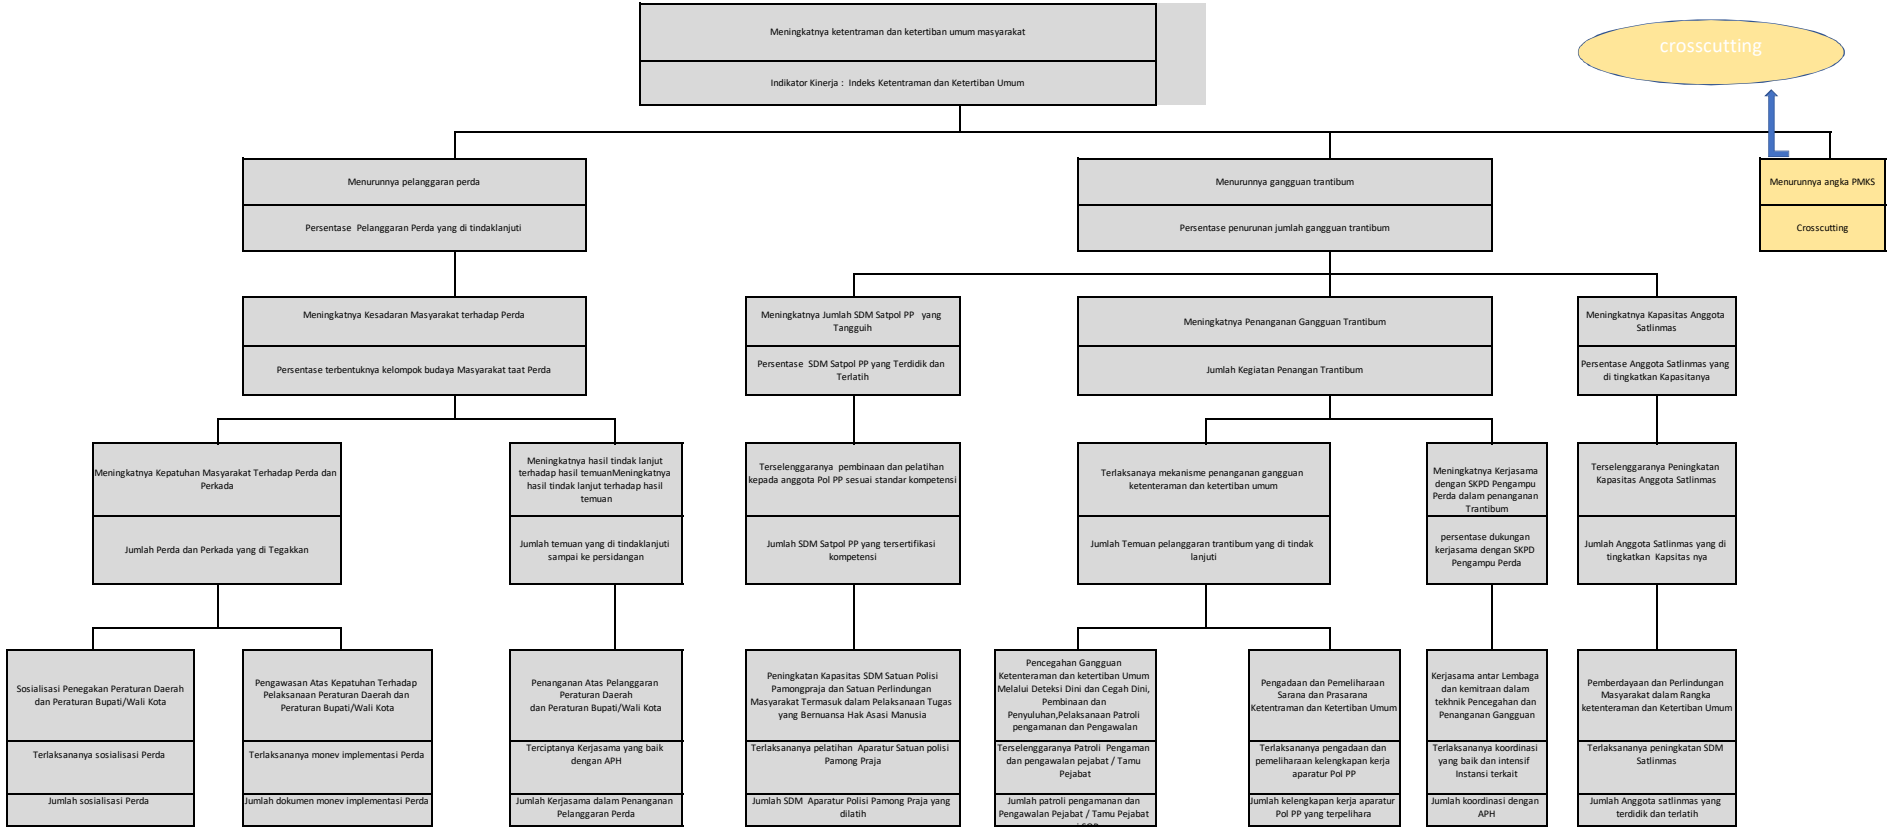 Meningkatnya ketentraman dan ketertiban umum masyarakat
Indikator Kinerja : Indeks Ketentraman dan Ketertiban Umum
crosscutting
Menurunnya pelanggaran perda
Persentase Pelanggaran Perda yang di tindaklanjuti
Menurunnya gangguan trantibum
Persentase penurunan jumlah gangguan trantibum
Menurunnya angka PMKS
Crosscutting
Meningkatnya Kesadaran Masyarakat terhadap Perda
Persentase terbentuknya kelompok budaya Masyarakat taat Perda
Meningkatnya Jumlah SDM Satpol PP yang
Tangguih
Persentase SDM Satpol PP yang Terdidik dan
Terlatih
Meningkatnya Penanganan Gangguan Trantibum
Jumlah Kegiatan Penangan Trantibum
Meningkatnya Kapasitas Anggota
Satlinmas
Persentase Anggota Satlinmas yang
di tingkatkan Kapasitanya
Meningkatnya Kepatuhan Masyarakat Terhadap Perda dan
Perkada
Jumlah Perda dan Perkada yang di Tegakkan
Meningkatnya hasil tindak lanjut
terhadap hasil temuanMeningkatnya
hasil tindak lanjut terhadap hasil
temuan
Jumlah temuan yang di tindaklanjuti
sampai ke persidangan
Terselenggaranya pembinaan dan pelatihan
kepada anggota Pol PP sesuai standar kompetensi
Jumlah SDM Satpol PP yang tersertifikasi
kompetensi
Terlaksanaya mekanisme penanganan gangguan
ketenteraman dan ketertiban umum
Jumlah Temuan pelanggaran trantibum yang di tindak
lanjuti
Meningkatnya Kerjasama
dengan SKPD Pengampu
Perda dalam penanganan
Trantibum
persentase dukungan
kerjasama dengan SKPD
Pengampu Perda
Terselenggaranya Peningkatan
Kapasitas Anggota Satlinmas
Jumlah Anggota Satlinmas yang di
tingkatkan Kapsitas nya
Sosialisasi Penegakan Peraturan Daerah
dan Peraturan Bupati/Wali Kota
Terlaksananya sosialisasi Perda
Jumlah sosialisasi Perda
Pengawasan Atas Kepatuhan Terhadap
Pelaksanaan Peraturan Daerah dan
Peraturan Bupati/Wali Kota
Terlaksananya monev implementasi Perda
Jumlah dokumen monev implementasi Perda
Penanganan Atas Pelanggaran
Peraturan Daerah
dan Peraturan Bupati/Wali Kota
Terciptanya Kerjasama yang baik
dengan APH
Jumlah Kerjasama dalam Penanganan
Pelanggaran Perda
Peningkatan Kapasitas SDM Satuan Polisi
Pamongpraja dan Satuan Perlindungan
Masyarakat Termasuk dalam Pelaksanaan Tugas
yang Bernuansa Hak Asasi Manusia
Terlaksananya pelatihan Aparatur Satuan polisi
Pamong Praja
Jumlah SDM Aparatur Polisi Pamong Praja yang
dilatih
Pencegahan Gangguan
Ketenteraman dan ketertiban Umum
Melalui Deteksi Dini dan Cegah Dini,
Pembinaan dan
Penyuluhan,Pelaksanaan Patroli
pengamanan dan Pengawalan
Terselenggaranya Patroli Pengaman
dan pengawalan pejabat / Tamu
Pejabat
Jumlah patroli pengamanan dan
Pengawalan Pejabat / Tamu Pejabat
Pengadaan dan Pemeliharaan
Sarana dan Prasarana
Ketentraman dan Ketertiban Umum
Terlaksananya pengadaan dan
pemeliharaan kelengkapan kerja
aparatur Pol PP
Jumlah kelengkapan kerja aparatur
Pol PP yang terpelihara
Kerjasama antar Lembaga
dan kemitraan dalam
tekhnik Pencegahan dan
Penanganan Gangguan
Terlaksananya koordinasi
yang baik dan intensif
Instansi terkait
Jumlah koordinasi dengan
APH
Pemberdayaan dan Perlindungan
Masyarakat dalam Rangka
ketenteraman dan Ketertiban Umum
Terlaksananya peningkatan SDM
Satlinmas
Jumlah Anggota satlinmas yang
terdidik dan terlatih